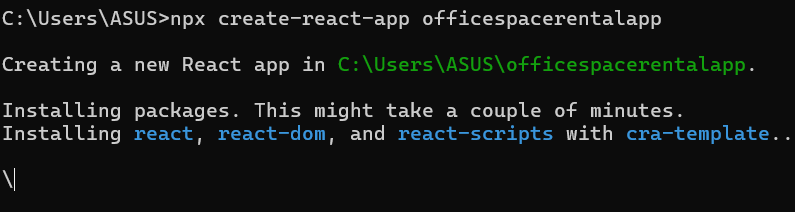 C:\Users\ASUS>npx create-react-app officespacerentalapp
Creating a new React app in C:\Users\ASUS\officespacerentalapp.
Installing packages. This might take a couple of minutes.
Installing react, react-dom, and react-scripts with cra-template..
\